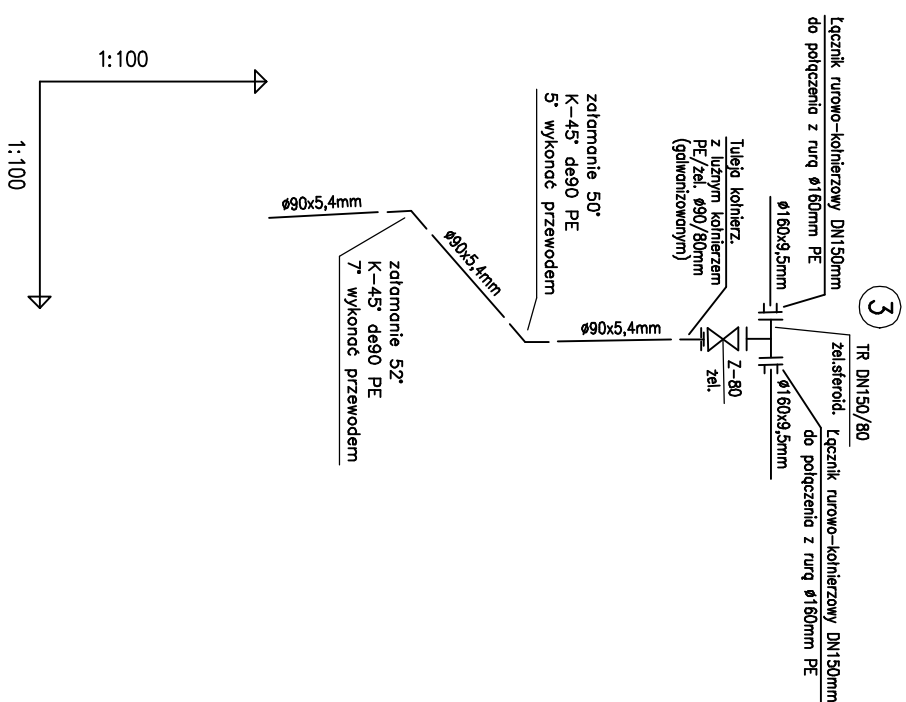 3
Łącznik rurowo-kołnierzowy DN150mm
do połączenia z rurą ø160mm PE
ø160x9,5mm
TR DN150/80
żel.sferoid.
Łącznik rurowo-kołnierzowy DN150mm
do połączenia z rurą ø160mm PE
ø160x9,5mm
Tuleja kołnierz.
z luźnym kołnierzem
PE/żel. ø90/80mm
(galwanizowanym)
Z-80
żel.
ø90x5,4mm
załamanie 50°
K-45° de90 PE
5° wykonać przewodem
ø90x5,4mm
załamanie 52°
K-45° de90 PE
7° wykonać przewodem
ø90x5,4mm
1:100
1:100